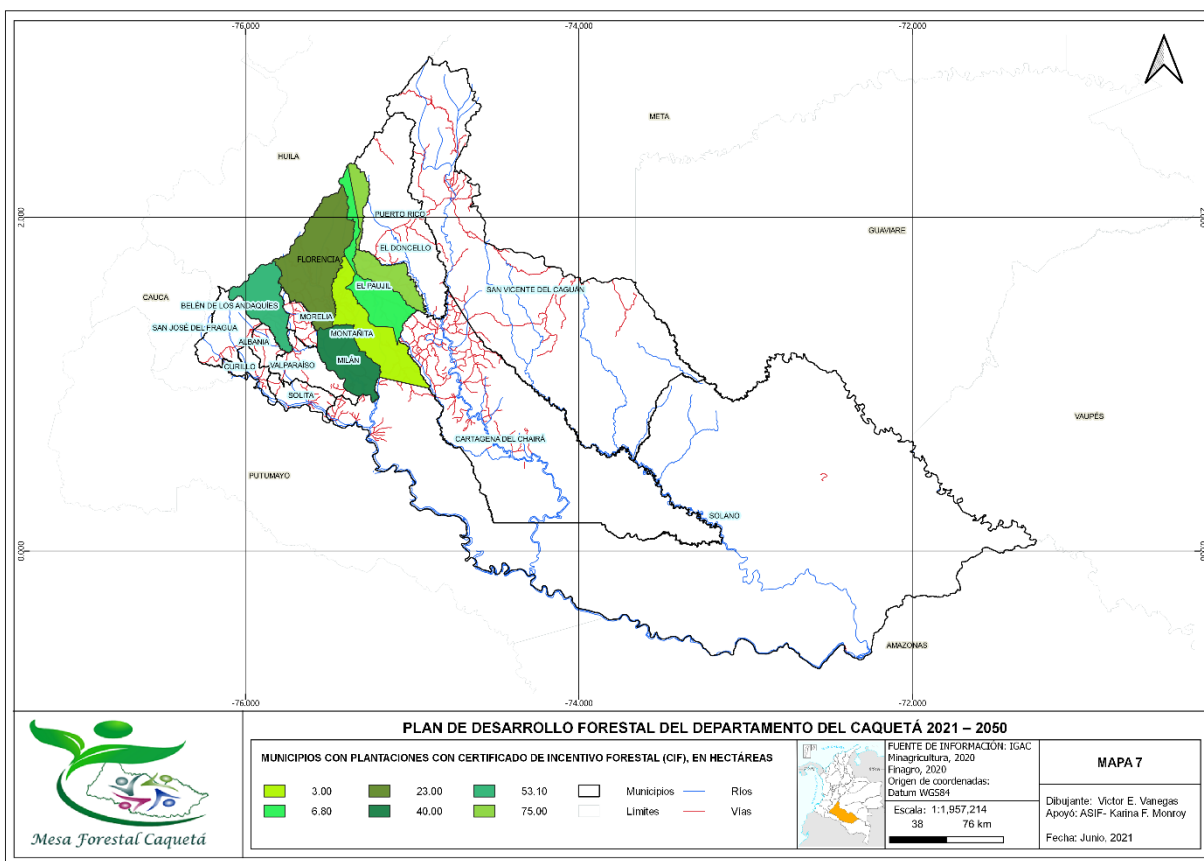 -76.000 -74.000 -72.000
META
HUILA
2.000 2.000
PUERTO RICO
GUAVIARE
EL DONCELLO
FLORENCIA
EL PAUJIL
SAN VICENTE DEL CAGUÁN
CAUCA
BELÉN DE LOS ANDAQUÍES
MORELIA
SAN JOSÉ DEL FRAGUA
MONTAÑITA
ALBANIA
MILÁN
CURILLO
VALPARAÍSO
SOLITA
VAUPÉS
CARTAGENA DEL CHAIRÁ
PUTUMAYO
SOLANO
0.000 0.000
AMAZONAS
-76.000 -74.000 -72.000
Mesa Forestal Caquetá
PLAN DE DESARROLLO FORESTAL DEL DEPARTAMENTO DEL CAQUETÁ 2021 – 2050
MUNICIPIOS CON PLANTACIONES CON CERTIFICADO DE INCENTIVO FORESTAL (CIF), EN HECTÁREAS
3.00 23.00 53.10 Municipios Ríos
6.80 40.00 75.00 Límites Vías
FUENTE DE INFORMACIÓN: IGAC
Minagricultura, 2020
Finagro, 2020
Origen de coordenadas:
Datum WGS84
Escala: 1:1,957,214
38 76 km
MAPA 7
Dibujante: Victor E. Vanegas
Apoyó: ASIF- Karina F. Monroy
Fecha: Junio, 2021